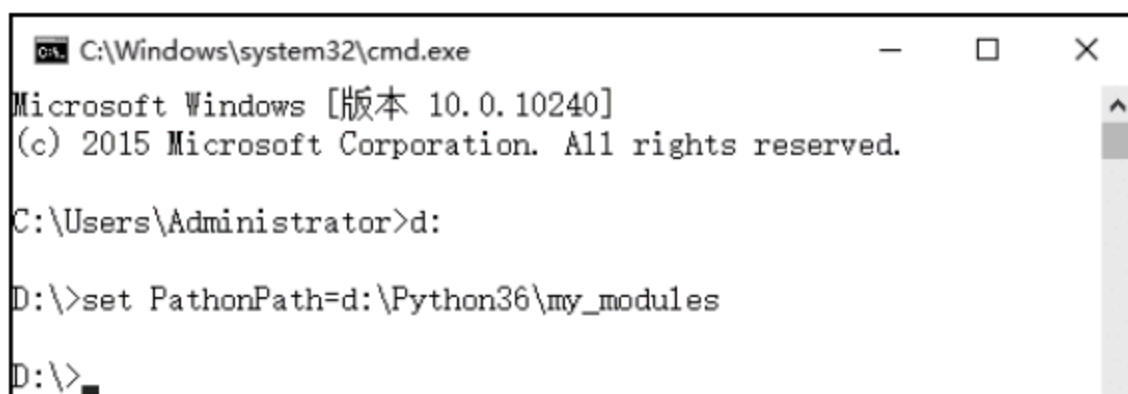 C:\Windows\system32\cmd.exe
Microsoft Windows [版本 10.0.10240]
(c) 2015 Microsoft Corporation. All rights reserved.
C:\Users\Administrator>d:
D:\>set PathonPath=d:\Python36\my_modules
D:\>